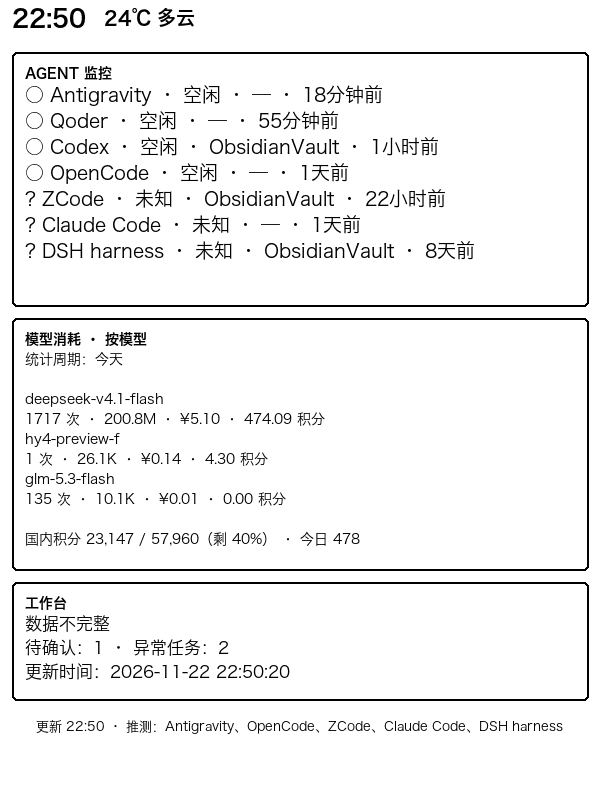 22:50 24℃ 多云
AGENT 监控
○ Antigravity · 空闲 · — · 18分钟前
○ Qoder · 空闲 · — · 55分钟前
○ Codex · 空闲 · ObsidianVault · 1小时前
○ OpenCode · 空闲 · — · 1天前
? ZCode · 未知 · ObsidianVault · 22小时前
? Claude Code · 未知 · — · 1天前
? DSH harness · 未知 · ObsidianVault · 8天前
模型消耗 · 按模型
统计周期：今天
deepseek-v4.1-flash
1717 次 · 200.8M · ¥5.10 · 474.09 积分
hy4-preview-f
1 次 · 26.1K · ¥0.14 · 4.30 积分
glm-5.3-flash
135 次 · 10.1K · ¥0.01 · 0.00 积分
国内积分 23,147 / 57,960（剩 40%） · 今日 478
工作台
数据不完整
待确认：1 · 异常任务：2
更新时间：2026-11-22 22:50:20
更新 22:50 · 推测：Antigravity、OpenCode、ZCode、Claude Code、DSH harness